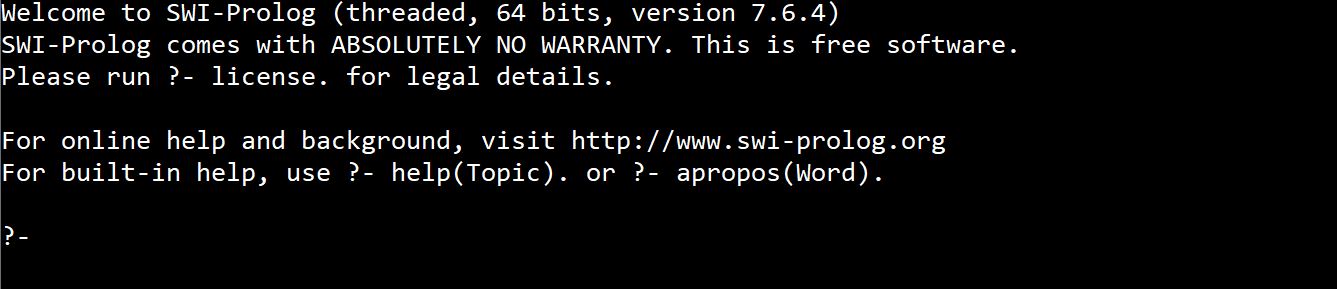 Welcome to SWI-Prolog (threaded, 64 bits, version 7.6.4)
SWI-Prolog comes with ABSOLUTELY NO WARRANTY. This is free software.
Please run ?- license. for legal details.
For online help and background, visit http://www.swi-prolog.org
For built-in help, use ?- help(Topic). or ?- apropos(Word).
?-